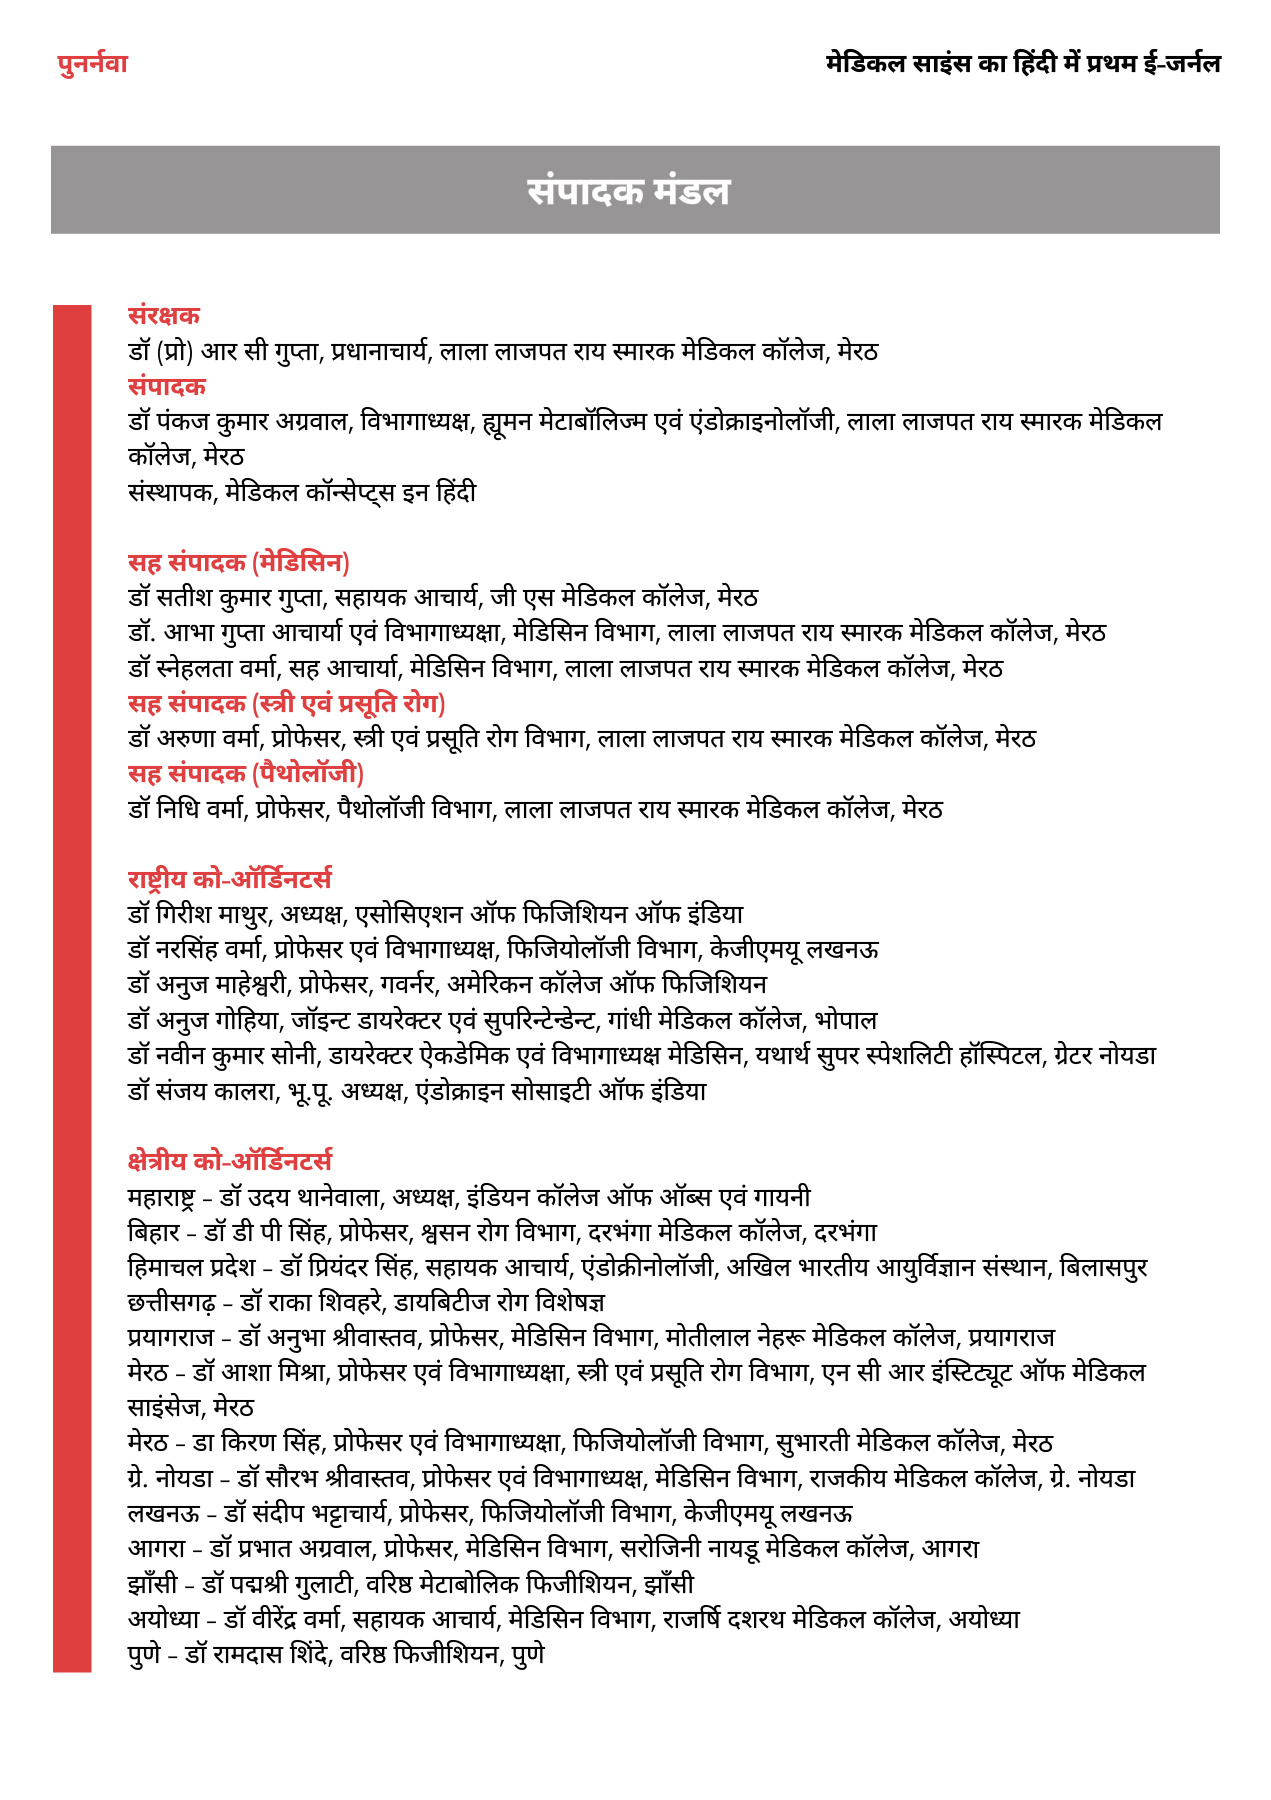 पुनर्नवा
मेडिकल साइंस का हिंदी में प्रथम ई-जर्नल
संपादक मंडल
संरक्षक
डॉ (प्रो) आर सी गुप्ता, प्रधानाचार्य, लाला लाजपत राय स्मारक मेडिकल कॉलेज, मेरठ
संपादक
डॉ पंकज कुमार अग्रवाल, विभागाध्यक्ष, ह्यूमन मेटाबॉलिज्म एवं एंडोक्राइनोलॉजी, लाला लाजपत राय स्मारक मेडिकल
कॉलेज, मेरठ
संस्थापक, मेडिकल कॉन्सेप्ट्स इन हिंदी
सह संपादक (मेडिसिन)
डॉ सतीश कुमार गुप्ता, सहायक आचार्य, जी एस मेडिकल कॉलेज, मेरठ
डॉ. आभा गुप्ता आचार्या एवं विभागाध्यक्षा, मेडिसिन विभाग, लाला लाजपत राय स्मारक मेडिकल कॉलेज, मेरठ
डॉ स्नेहलता वर्मा, सह आचार्या, मेडिसिन विभाग, लाला लाजपत राय स्मारक मेडिकल कॉलेज, मेरठ
सह संपादक (स्त्री एवं प्रसूति रोग)
डॉ अरुणा वर्मा, प्रोफेसर, स्त्री एवं प्रसूति रोग विभाग, लाला लाजपत राय स्मारक मेडिकल कॉलेज, मेरठ
सह संपादक (पैथोलॉजी)
डॉ निधि वर्मा, प्रोफेसर, पैथोलॉजी विभाग, लाला लाजपत राय स्मारक मेडिकल कॉलेज, मेरठ
राष्ट्रीय को-ऑर्डिनटर्स
डॉ गिरीश माथुर, अध्यक्ष, एसोसिएशन ऑफ फिजिशियन ऑफ इंडिया
डॉ नरसिंह वर्मा, प्रोफेसर एवं विभागाध्यक्ष, फिजियोलॉजी विभाग, केजीएमयू लखनऊ
डॉ अनुज माहेश्वरी, प्रोफेसर, गवर्नर, अमेरिकन कॉलेज ऑफ फिजिशियन
डॉ अनुज गोहिया, जॉइन्ट डायरेक्टर एवं सुपरिन्टेन्डेन्ट, गांधी मेडिकल कॉलेज, भोपाल
डॉ नवीन कुमार सोनी, डायरेक्टर ऐकडेमिक एवं विभागाध्यक्ष मेडिसिन, यथार्थ सुपर स्पेशलिटी हॉस्पिटल, ग्रेटर नोयडा
डॉ संजय कालरा, भू.पू. अध्यक्ष, एंडोक्राइन सोसाइटी ऑफ इंडिया
क्षेत्रीय को-ऑर्डिनटर्स
महाराष्ट्र – डॉ उदय थानेवाला, अध्यक्ष, इंडियन कॉलेज ऑफ ऑब्स एवं गायनी
बिहार – डॉ डी पी सिंह, प्रोफेसर, श्वसन रोग विभाग, दरभंगा मेडिकल कॉलेज, दरभंगा
हिमाचल प्रदेश – डॉ प्रियंदर सिंह, सहायक आचार्य, एंडोक्रीनोलॉजी, अखिल भारतीय आयुर्विज्ञान संस्थान, बिलासपुर
छत्तीसगढ़ – डॉ राका शिवहरे, डायबिटीज रोग विशेषज्ञ
प्रयागराज – डॉ अनुभा श्रीवास्तव, प्रोफेसर, मेडिसिन विभाग, मोतीलाल नेहरू मेडिकल कॉलेज, प्रयागराज
मेरठ – डॉ आशा मिश्रा, प्रोफेसर एवं विभागाध्यक्षा, स्त्री एवं प्रसूति रोग विभाग, एन सी आर इंस्टिट्यूट ऑफ मेडिकल
साइंसेज, मेरठ
मेरठ – डा किरण सिंह, प्रोफेसर एवं विभागाध्यक्षा, फिजियोलॉजी विभाग, सुभारती मेडिकल कॉलेज, मेरठ
ग्रे. नोयडा – डॉ सौरभ श्रीवास्तव, प्रोफेसर एवं विभागाध्यक्ष, मेडिसिन विभाग, राजकीय मेडिकल कॉलेज, ग्रे. नोयडा
लखनऊ – डॉ संदीप भट्टाचार्य, प्रोफेसर, फिजियोलॉजी विभाग, केजीएमयू लखनऊ
आगरा – डॉ प्रभात अग्रवाल, प्रोफेसर, मेडिसिन विभाग, सरोजिनी नायडू मेडिकल कॉलेज, आगरा
झाँसी – डॉ पद्मश्री गुलाटी, वरिष्ठ मेटाबोलिक फिजीशियन, झाँसी
अयोध्या – डॉ वीरेंद्र वर्मा, सहायक आचार्य, मेडिसिन विभाग, राजर्षि दशरथ मेडिकल कॉलेज, अयोध्या
पुणे – डॉ रामदास शिंदे, वरिष्ठ फिजीशियन, पुणे